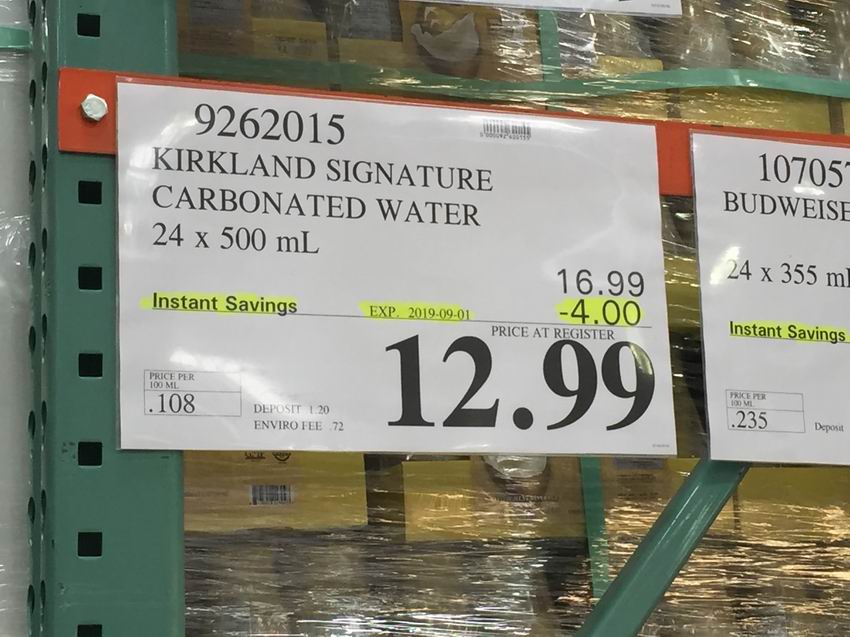 9262015
KIRKLAND SIGNATURE
CARBONATED WATER
24 x 500 mL
16.99
Instant Savings EXP. 2019-09-01 -4.00
PRICE AT REGISTER
12.99
PRICE PER
100 ML
.108
DEPOSIT 1.20
ENVIRO FEE .72
107057
BUDWEISE
24 x 355 ml
Instant Savings
PRICE PER
100 ML
.235
Deposit